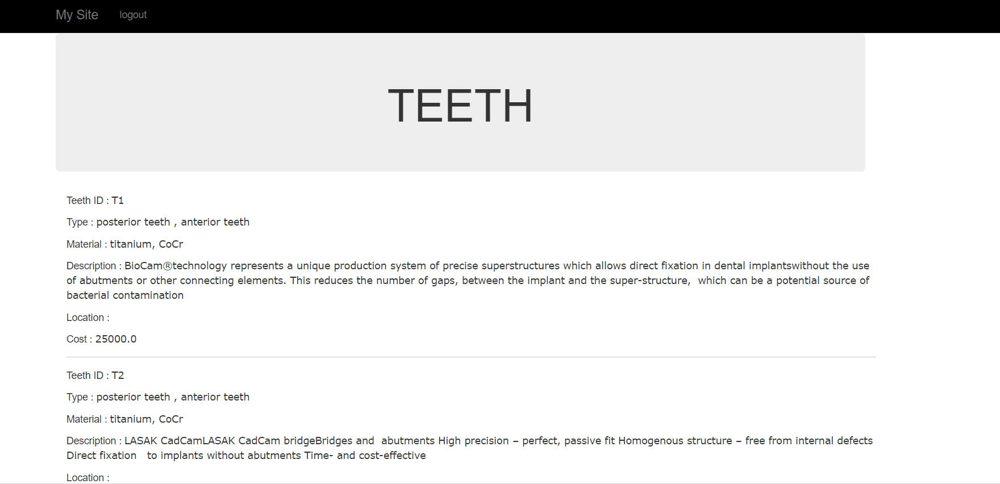 My Site logout
TEETH
Teeth ID : T1
Type : posterior teeth , anterior teeth
Material : titanium, CoCr
Description : BioCam®technology represents a unique production system of precise superstructures which allows direct fixation in dental implantswithout the use
of abutments or other connecting elements. This reduces the number of gaps, between the implant and the super-structure,  which can be a potential source of
bacterial contamination
Location :
Cost : 25000.0
Teeth ID : T2
Type : posterior teeth , anterior teeth
Material : titanium, CoCr
Description : LASAK CadCamLASAK CadCam bridgeBridges and  abutments High precision – perfect, passive fit Homogenous structure – free from internal defects
Direct fixation   to implants without abutments Time- and cost-effective
Location :